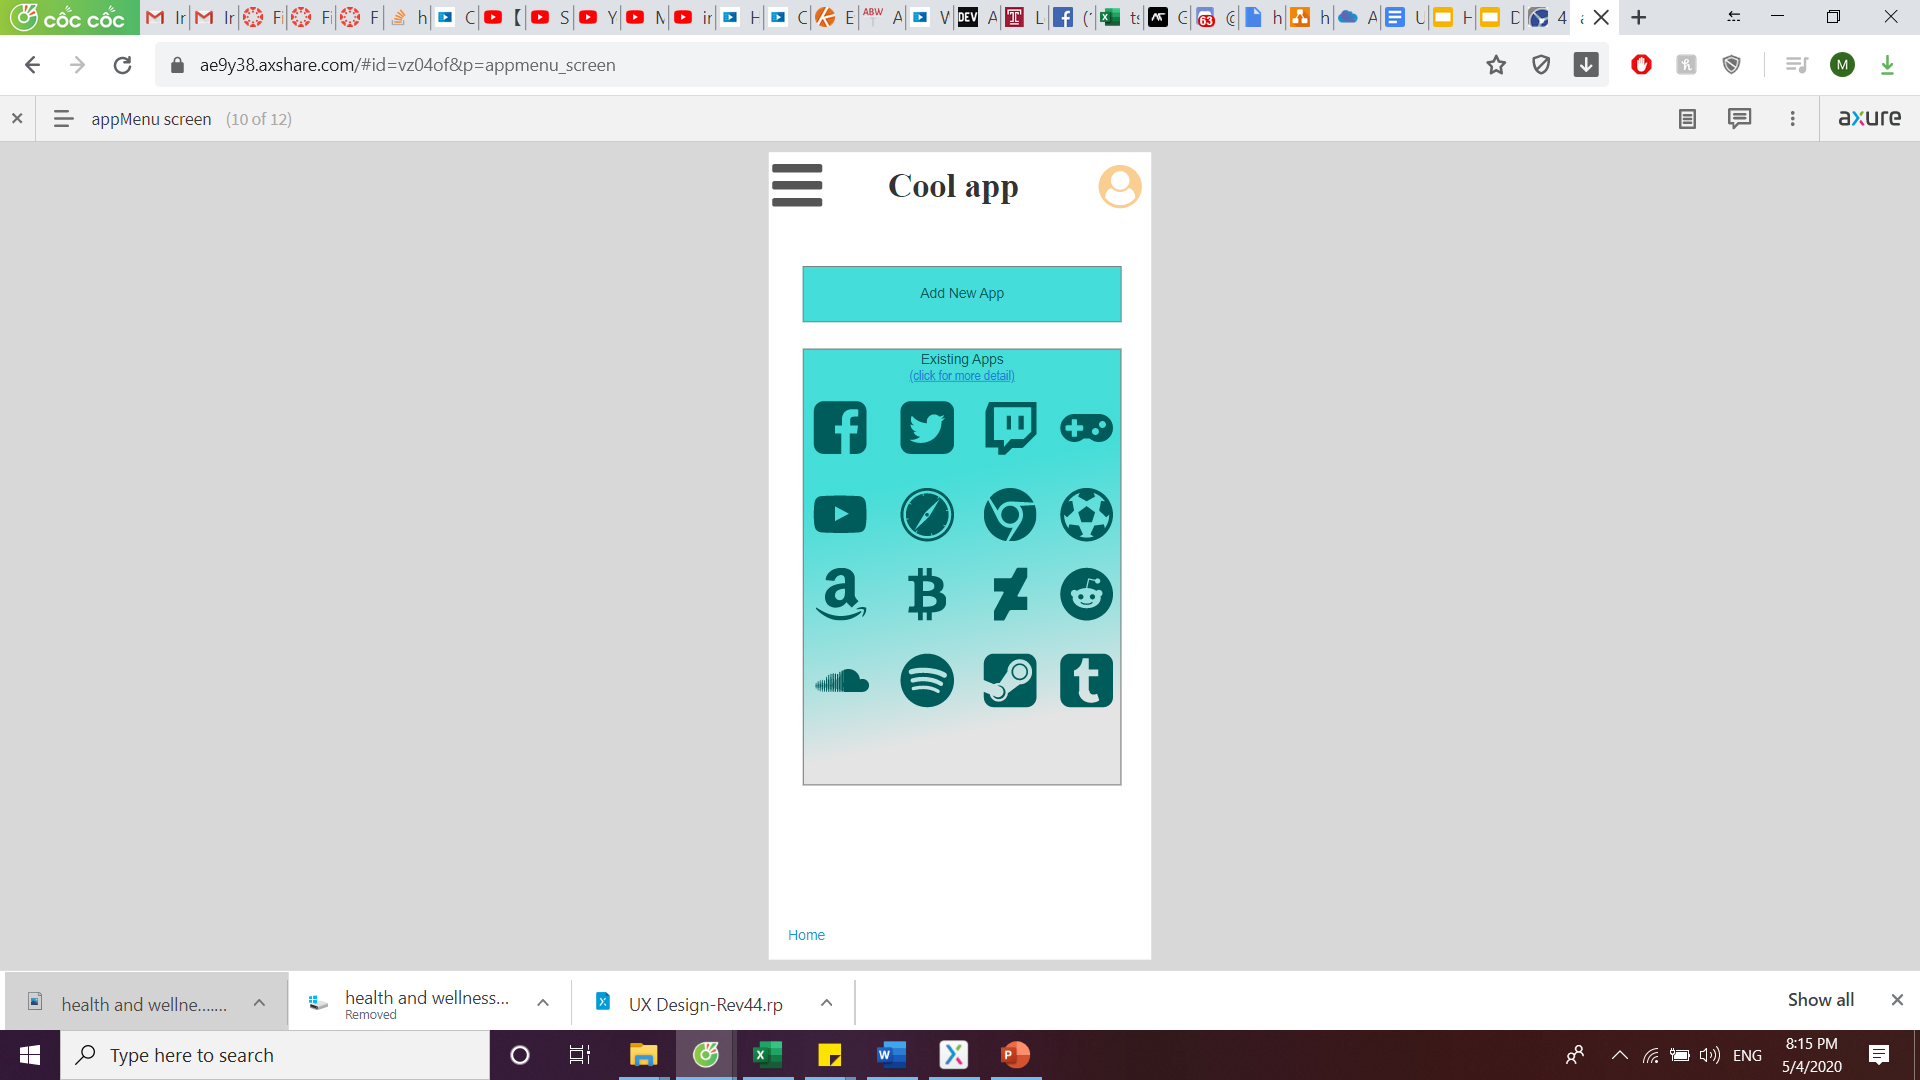 cốc cốc
ae9y38.axshare.com/#id=vz04of&p=appmenu_screen
appMenu screen (10 of 12)
axure
Cool app
Add New App
Existing Apps
(click for more detail)
Home
health and wellne.......
health and wellness...
Removed
UX Design-Rev44.rp
Show all
Type here to search
ENG
8:15 PM
5/4/2020